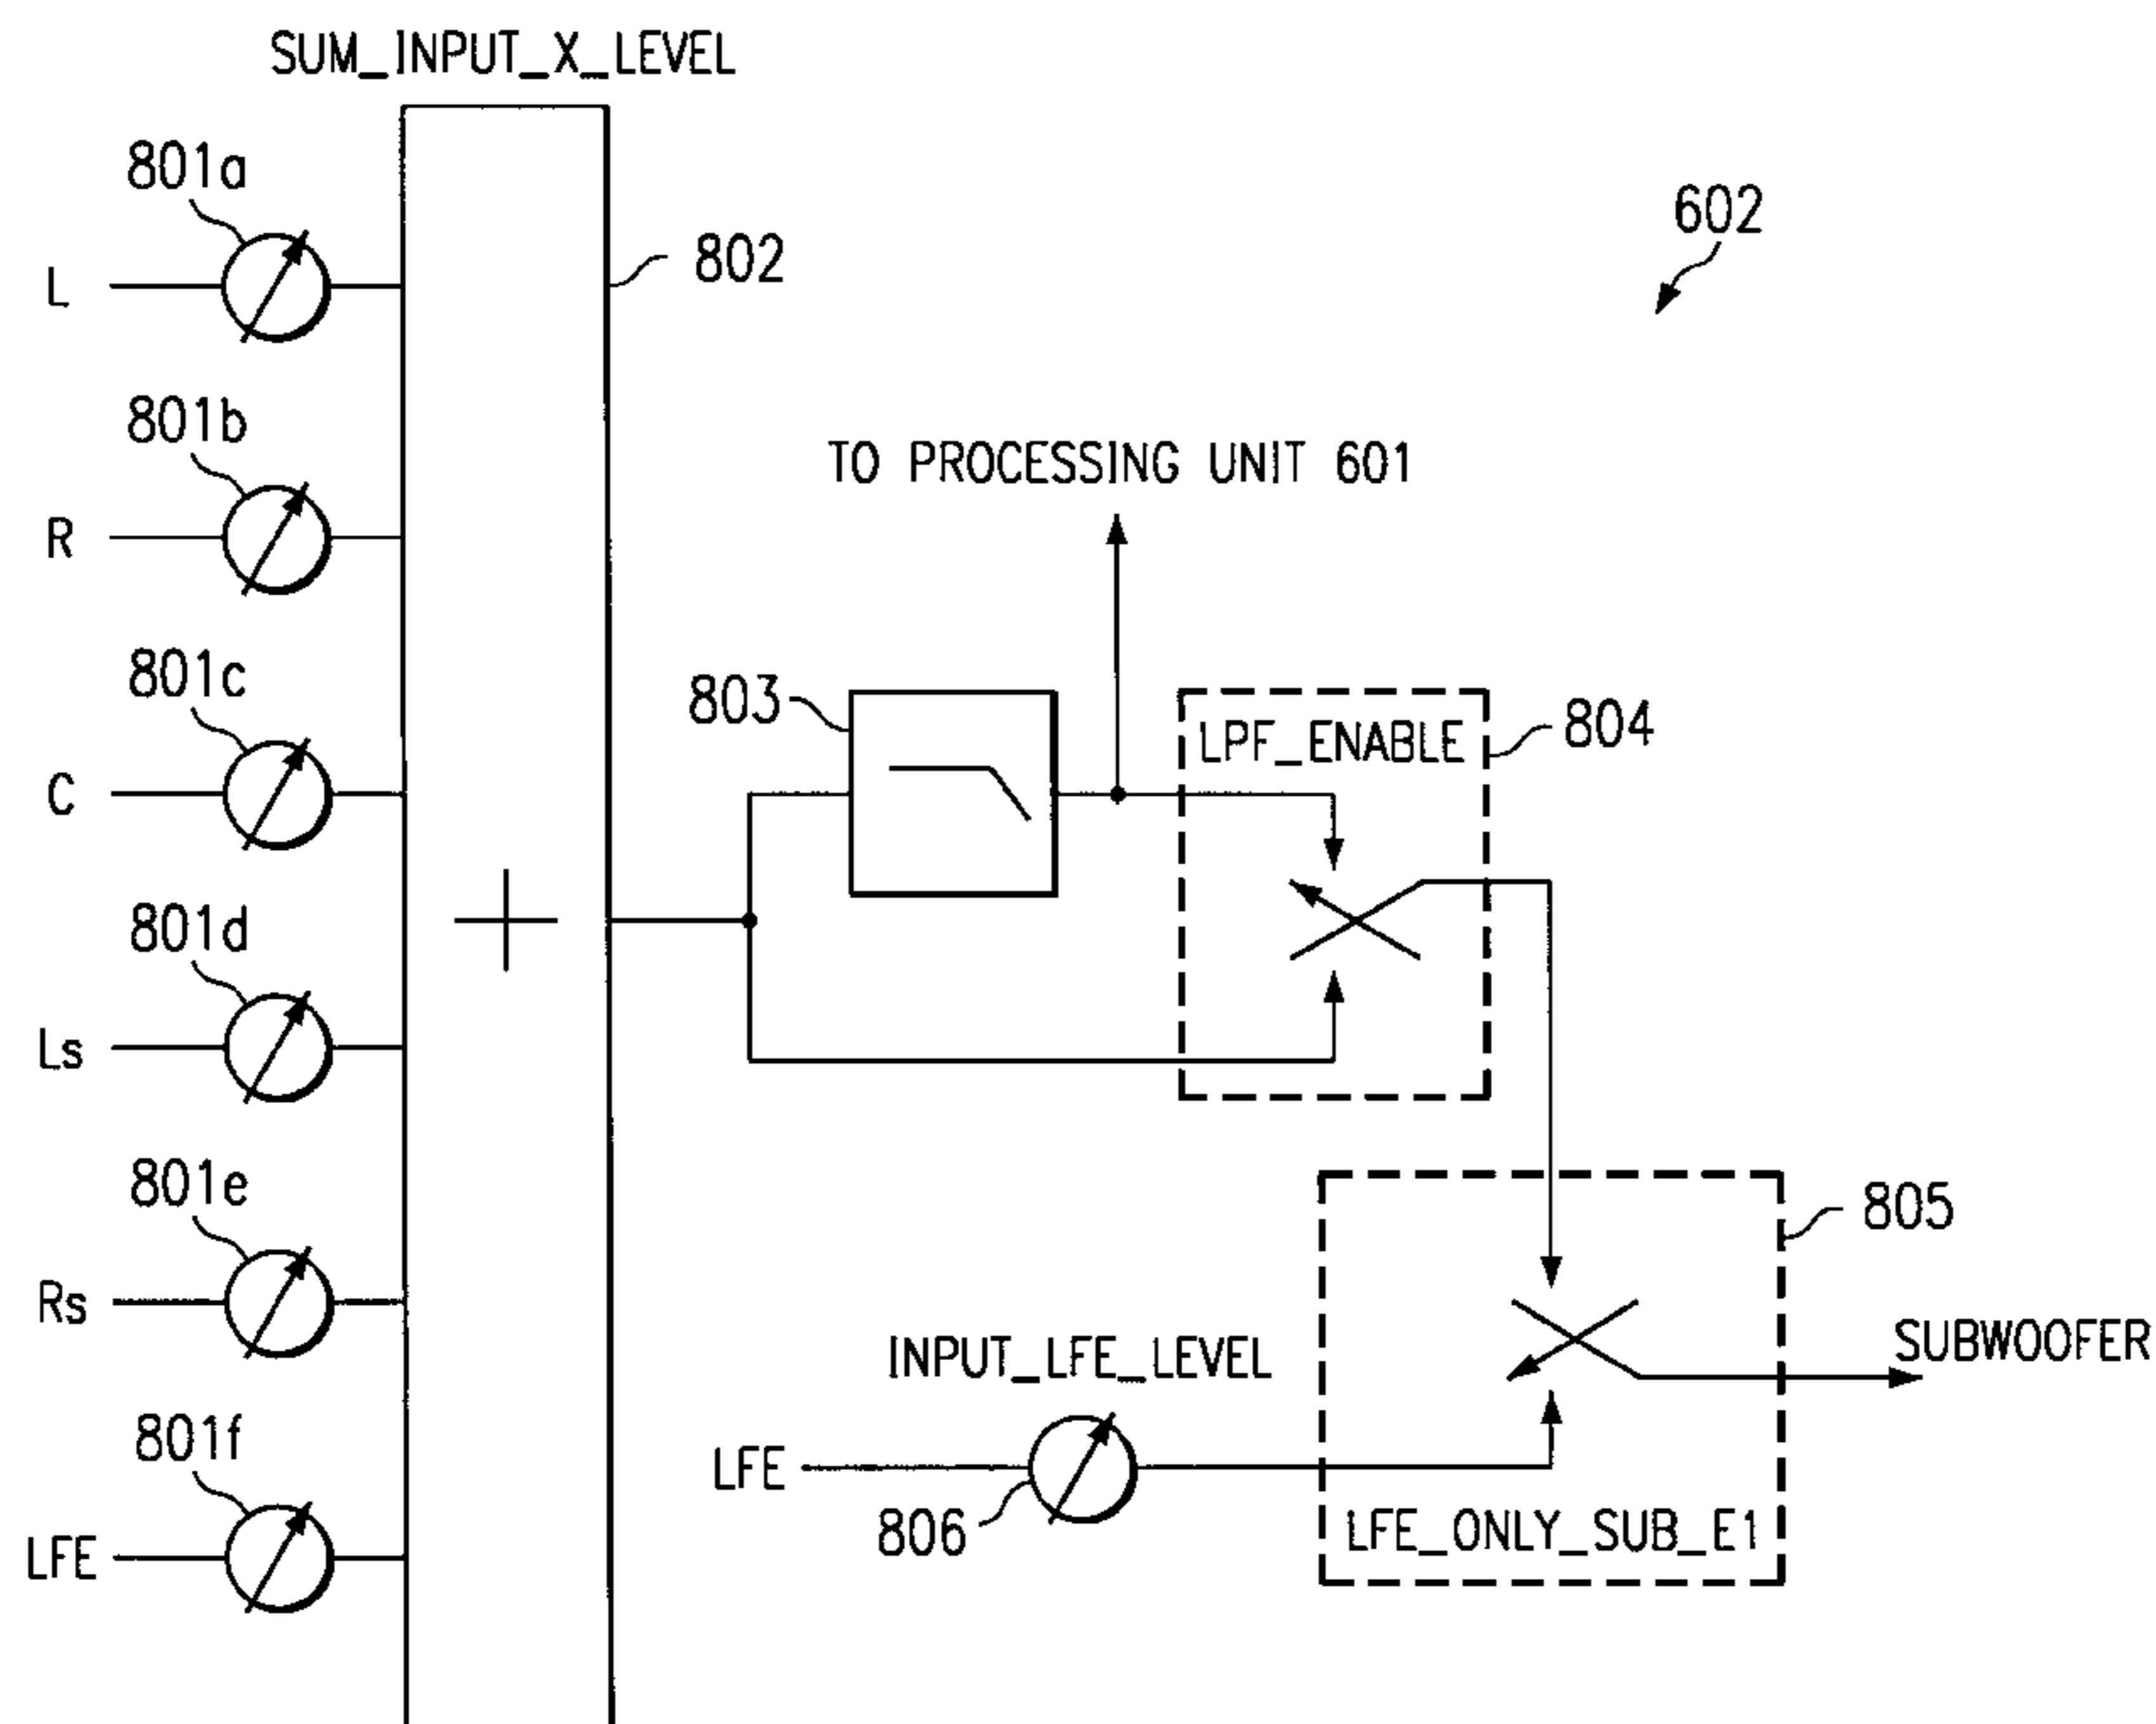 SUM_INPUT_X_LEVEL
801a
L
802
602
801b
R
TO PROCESSING UNIT 601
801c
C
803
LPF_ENABLE
804
801d
Ls
801e
Rs
805
INPUT_LFE_LEVEL
SUBWOOFER
801f
LFE
LFE
806
LFE_ONLY_SUB_E1